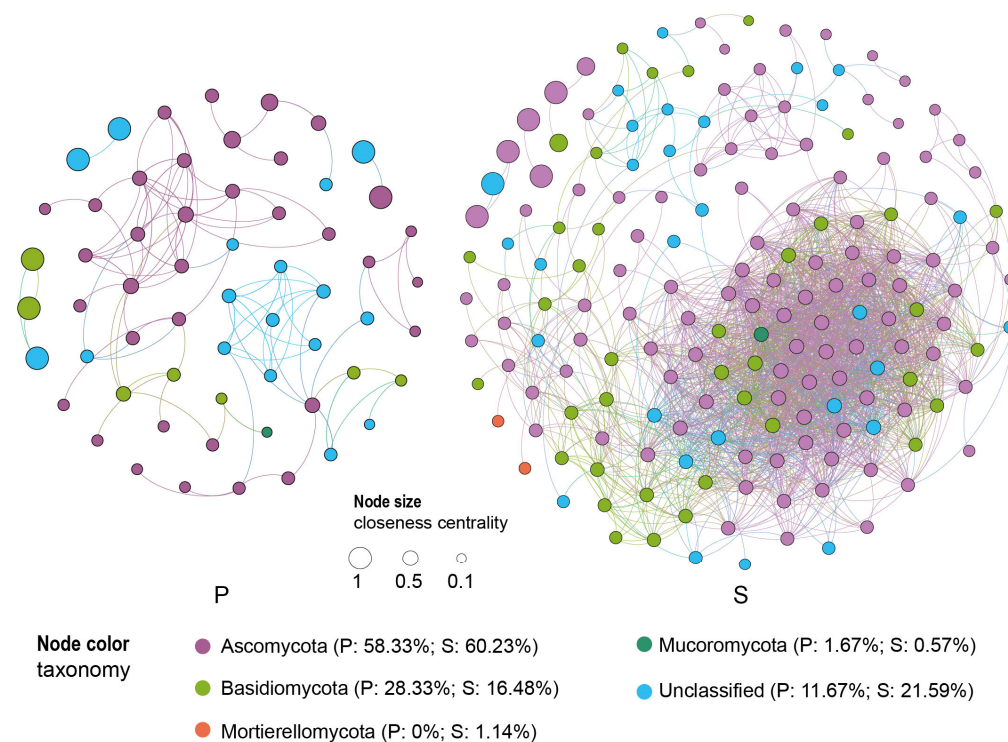 Node size
closeness centrality
1 0.5 0.1
P S
Node color
taxonomy
Ascomycota (P: 58.33%; S: 60.23%)
Basidiomycota (P: 28.33%; S: 16.48%)
Mortierellomycota (P: 0%; S: 1.14%)
Mucoromycota (P: 1.67%; S: 0.57%)
Unclassified (P: 11.67%; S: 21.59%)